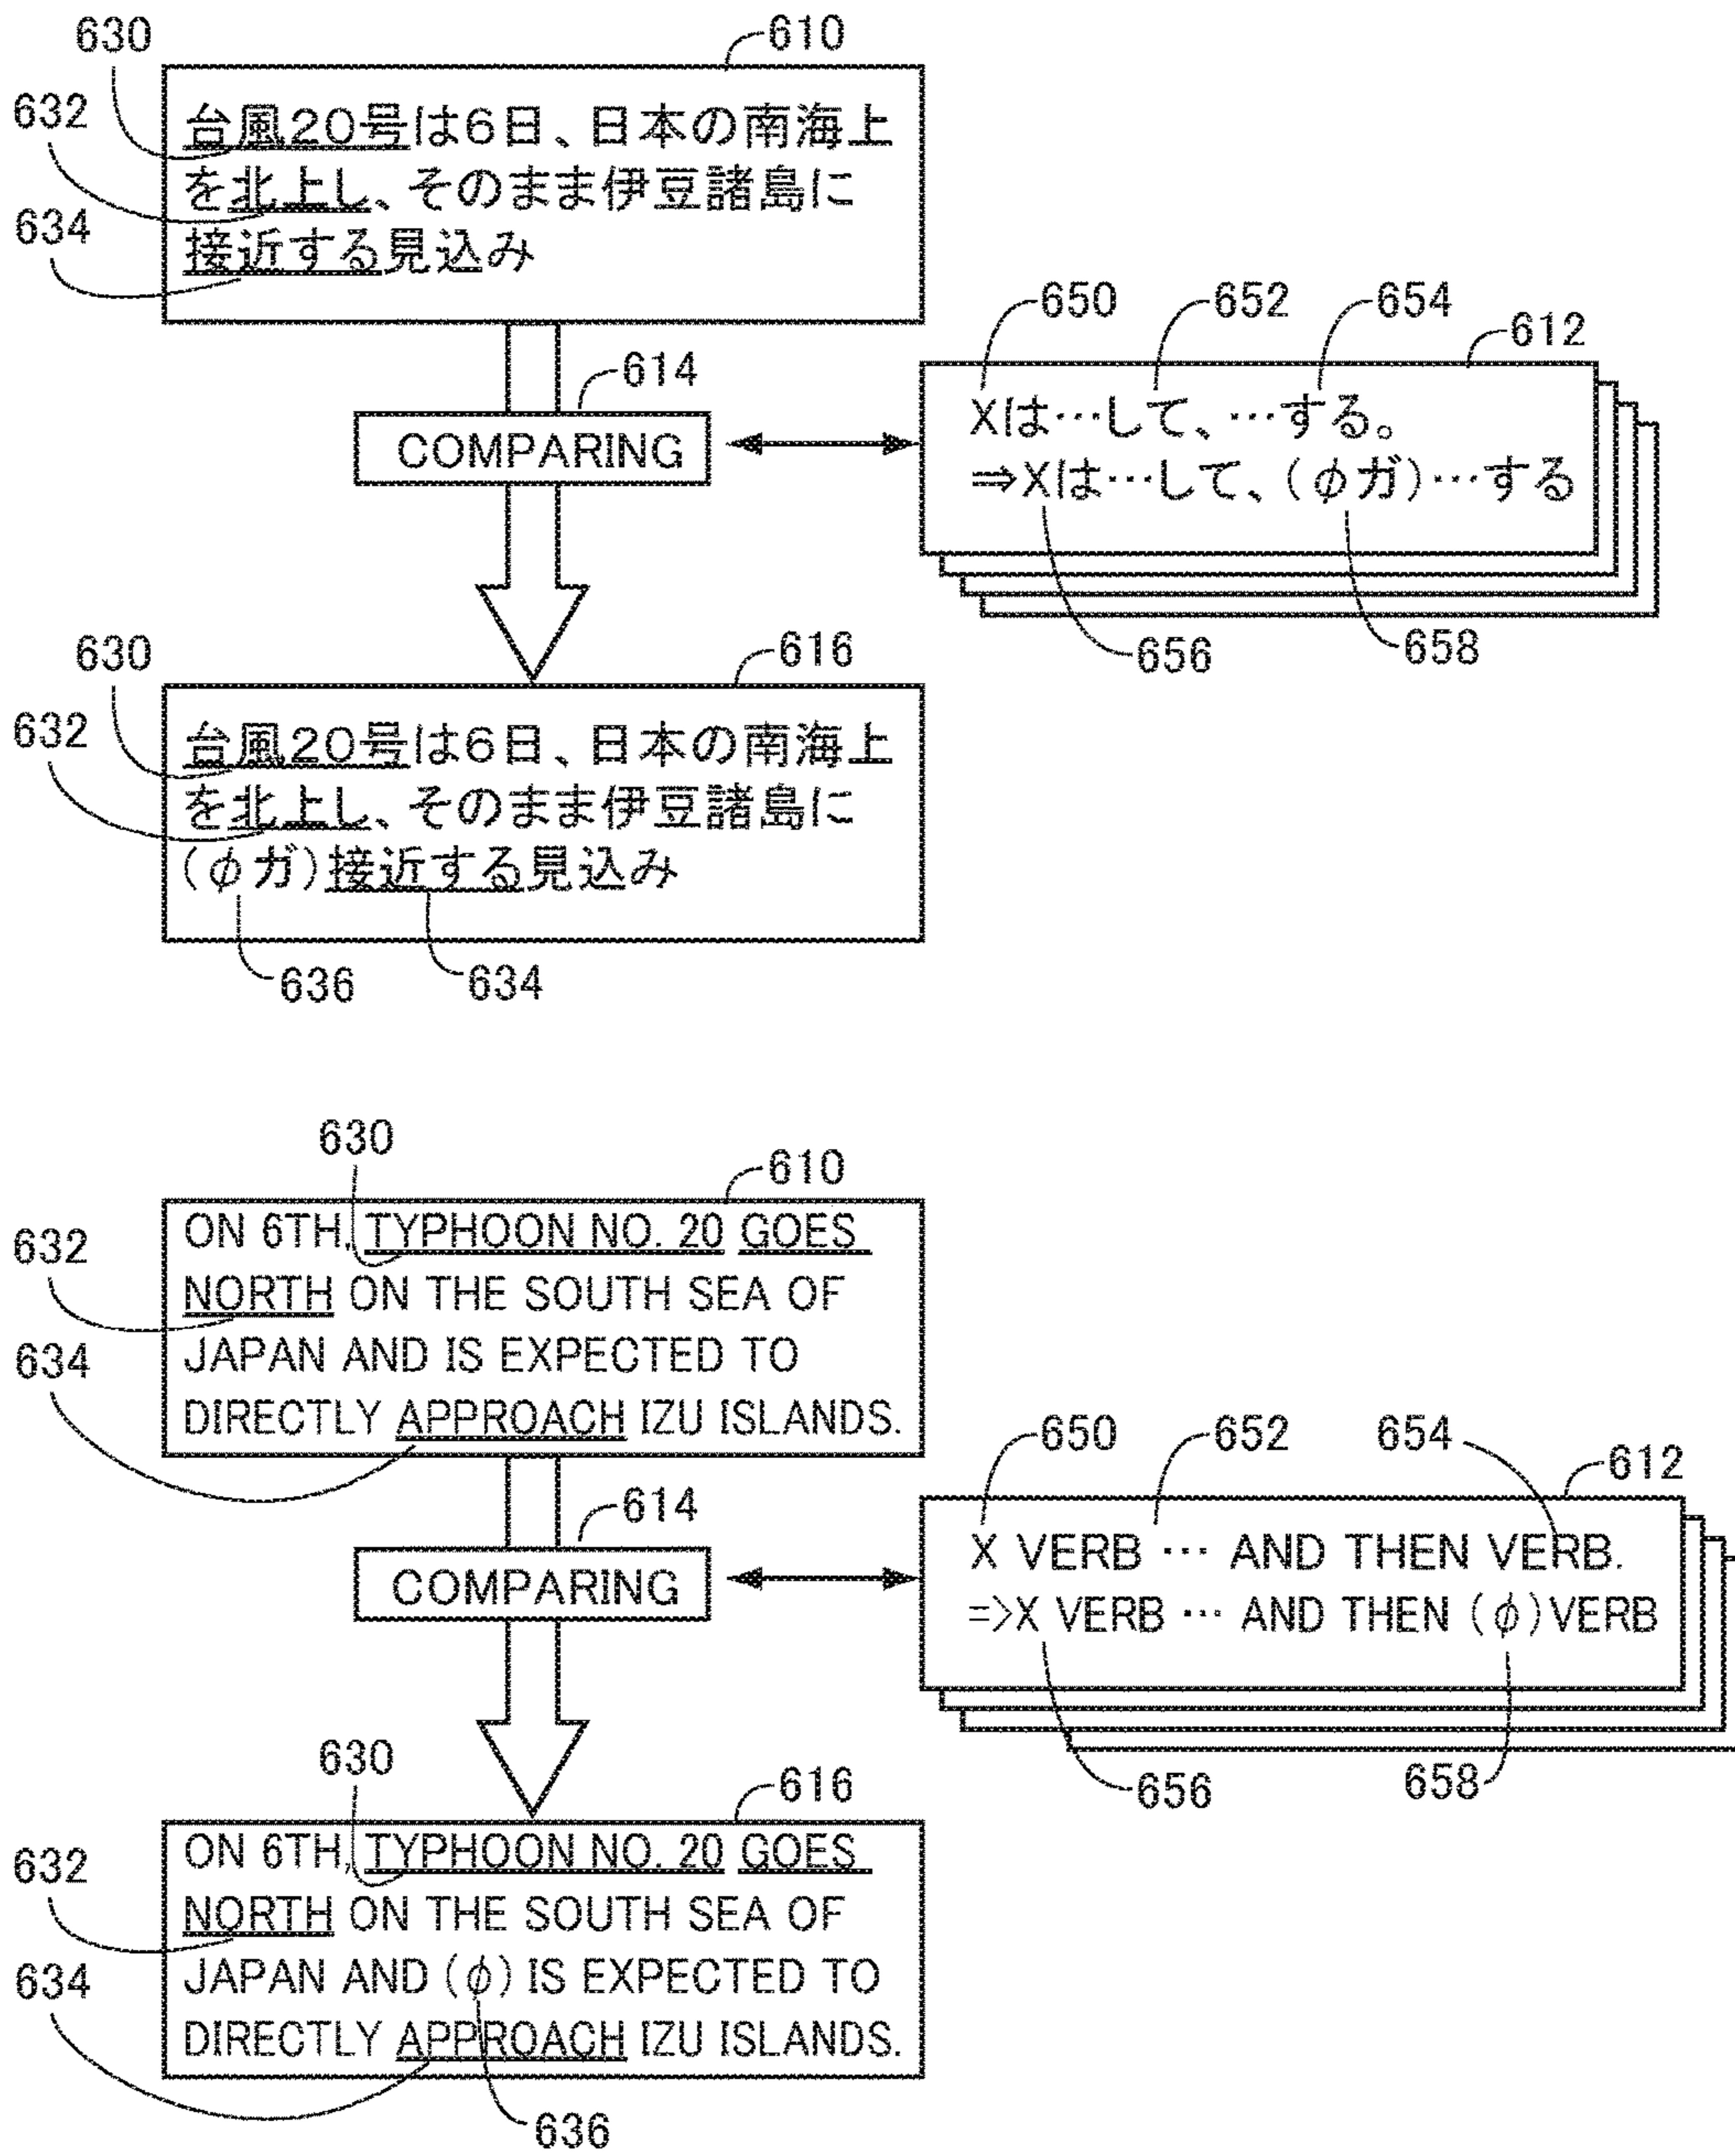 630
610
632
台風20号は6日、日本の南海上
を北上し、そのまま伊豆諸島に
634
接近する見込み
650
652
654
612
614
Xは…して、…する。
COMPARING
⇒Xは…して、(φガ)…する
656
658
630
616
632
台風20号は6日、日本の南海上
を北上し、そのまま伊豆諸島に
(φガ)接近する見込み
636
634
630
610
ON 6TH, TYPHOON NO. 20 GOES
632
NORTH ON THE SOUTH SEA OF
634
JAPAN AND IS EXPECTED TO
DIRECTLY APPROACH IZU ISLANDS.
650
652
654
612
614
X VERB … AND THEN VERB.
COMPARING
=>X VERB … AND THEN (φ)VERB
656
658
630
616
ON 6TH, TYPHOON NO. 20 GOES
632
NORTH ON THE SOUTH SEA OF
634
JAPAN AND (φ) IS EXPECTED TO
DIRECTLY APPROACH IZU ISLANDS.
636